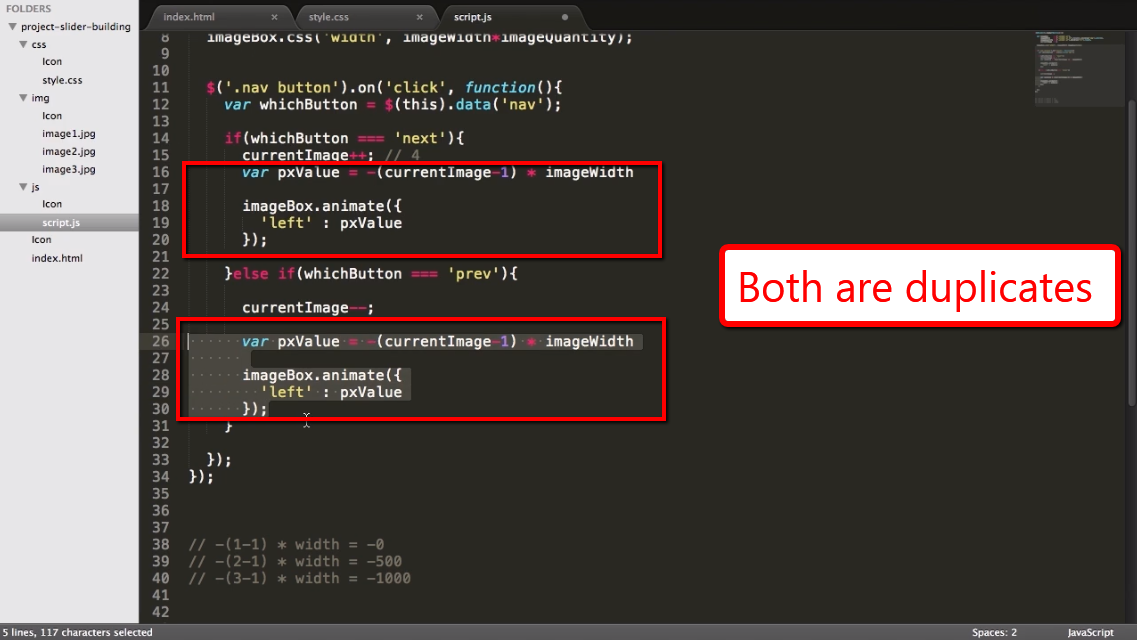 FOLDERS
project-slider-building
css
Icon
style.css
img
Icon
image1.jpg
image2.jpg
image3.jpg
js
Icon
script.js
Icon
index.html
index.html ×
style.css ×
script.js
8 imageBox.css('width', imageWidth*imageQuantity);
9
10
11 $('.nav button').on('click', function(){
12 var whichButton = $(this).data('nav');
13
14 if(whichButton === 'next'){
15 currentImage++; // 4
16 var pxValue = -(currentImage-1) * imageWidth
17
18 imageBox.animate({
19 'left' : pxValue
20 });
21
22 }else if(whichButton === 'prev'){
23
24 currentImage--;
25
26 var pxValue = -(currentImage-1) * imageWidth
27
28 imageBox.animate({
29 'left' : pxValue
30 });
31 }
32
33 });
34 });
35
36
37
38 // -(1-1) * width = -0
39 // -(2-1) * width = -500
40 // -(3-1) * width = -1000
41
42
Both are duplicates
5 lines, 117 characters selected
Spaces: 2
JavaScript